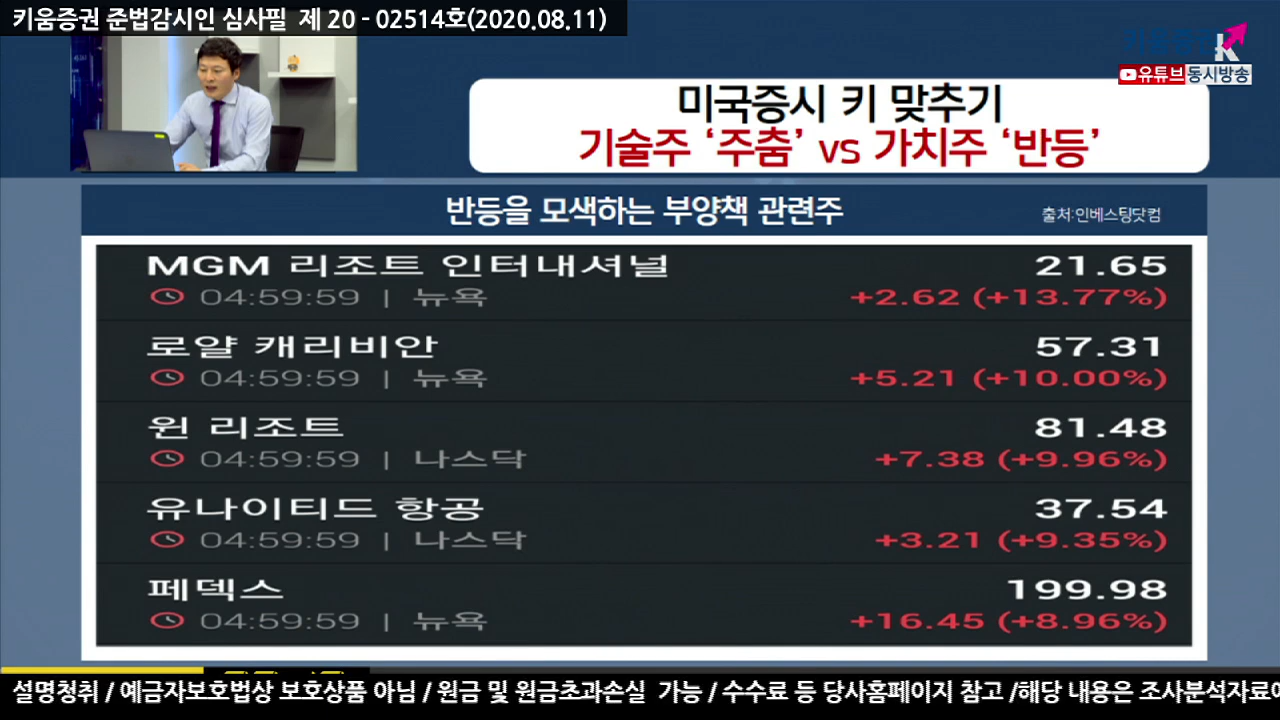 키움증권 준법감시인 심사필 제 20 - 02514호(2020.08.11)
키움증권
유튜브 동시방송
미국증시 키 맞추기
기술주 ‘주춤’ vs 가치주 ‘반등’
반등을 모색하는 부양책 관련주
출처:인베스팅닷컴
MGM 리조트 인터내셔널 21.65
04:59:59 | 뉴욕 +2.62 (+13.77%)
로얄 캐리비안 57.31
04:59:59 | 뉴욕 +5.21 (+10.00%)
윈 리조트 81.48
04:59:59 | 나스닥 +7.38 (+9.96%)
유나이티드 항공 37.54
04:59:59 | 나스닥 +3.21 (+9.35%)
페덱스 199.98
04:59:59 | 뉴욕 +16.45 (+8.96%)
설명청취 / 예금자보호법상 보호상품 아님 / 원금 및 원금초과손실 가능 / 수수료 등 당사홈페이지 참고 /해당 내용은 조사분석자료에